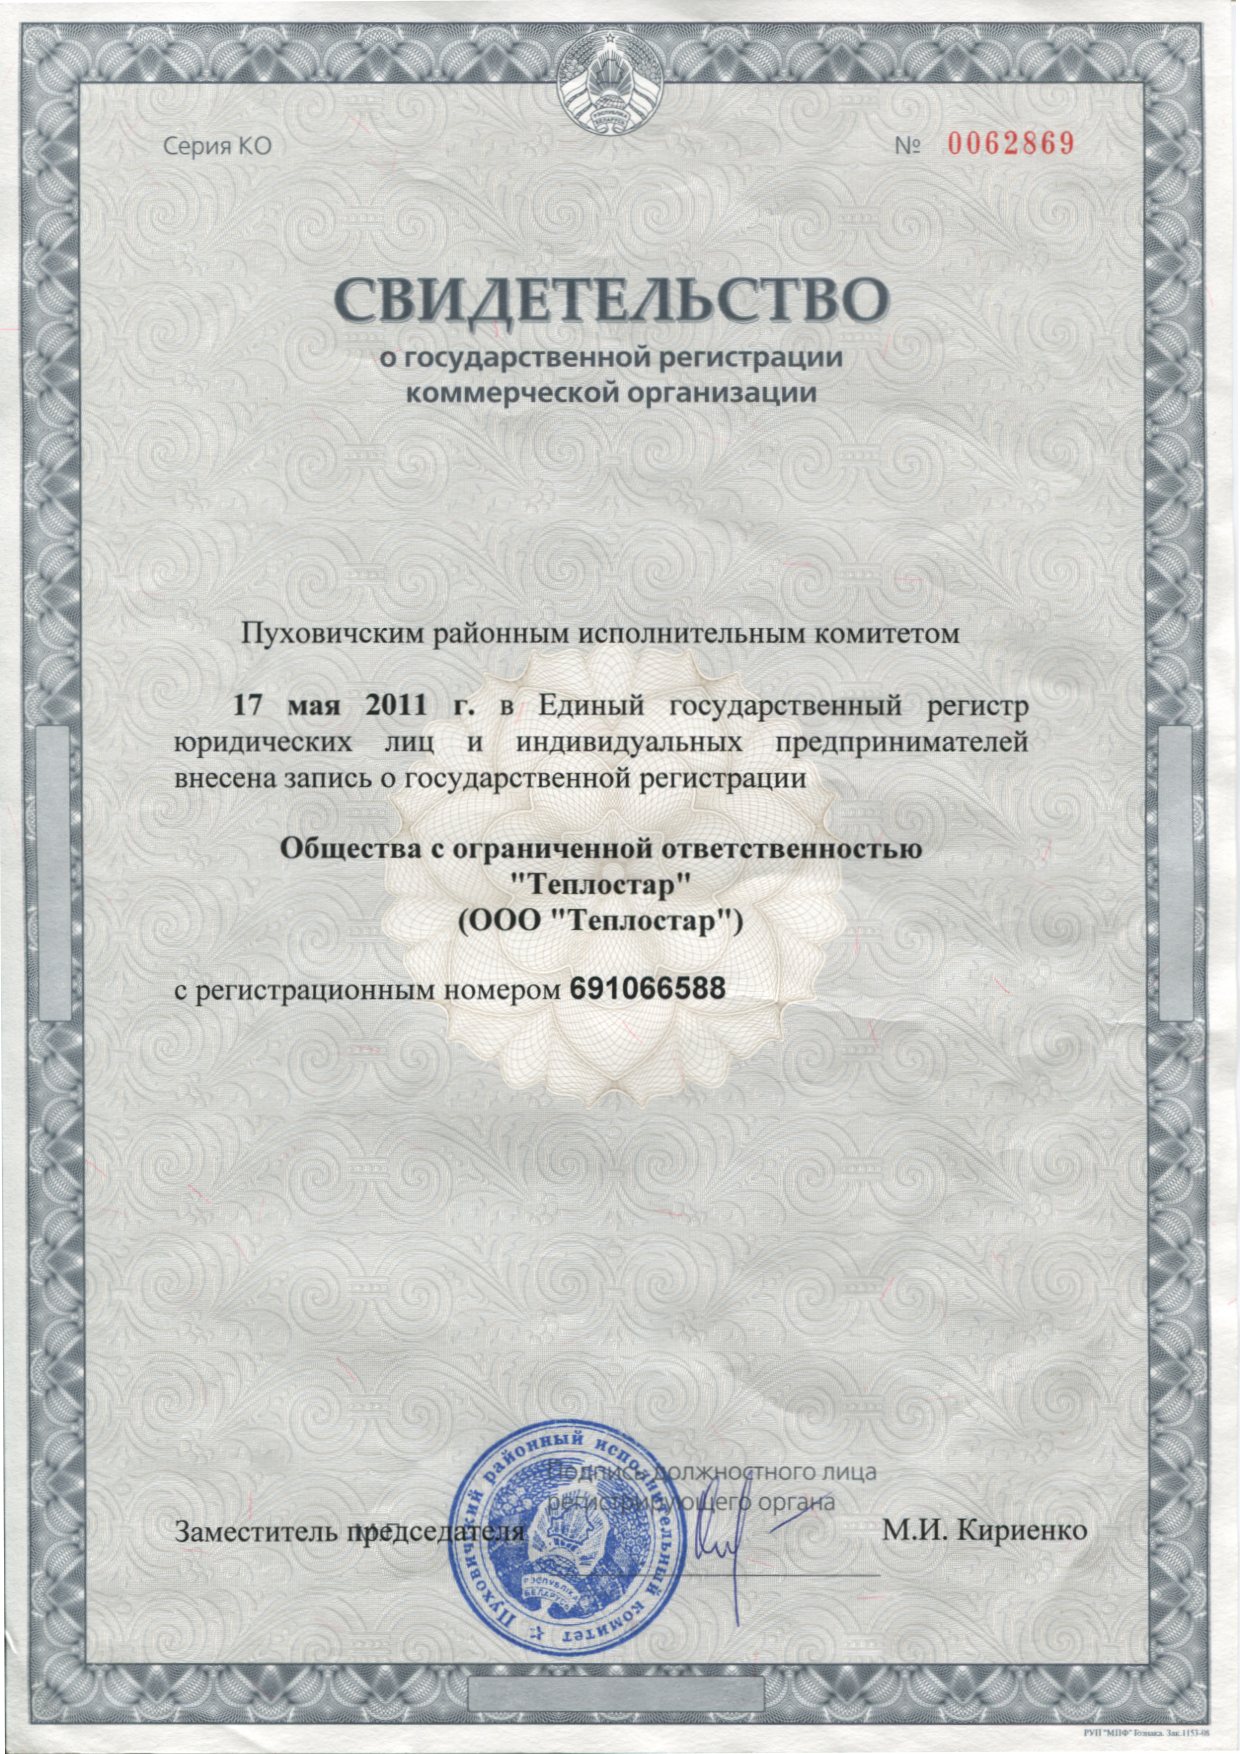 РЭСПУБЛІКА
БЕЛАРУСЬ
Серия КО № 0062869
СВИДЕТЕЛЬСТВО
о государственной регистрации
коммерческой организации
Пуховичским районным исполнительным комитетом
17 мая 2011 г. в Единый государственный регистр
юридических лиц и индивидуальных предпринимателей
внесена запись о государственной регистрации
Общества с ограниченной ответственностью
"Теплостар"
(ООО "Теплостар")
с регистрационным номером 691066588
Подпись должностного лица
регистрирующего органа
Заместитель председателя М.И. Кириенко
М.П.
Пуховичский районный исполнительный комитет
РЭСПУБЛІКА
БЕЛАРУСЬ
РУП "МПФ" Гознака. Зак.1153-08